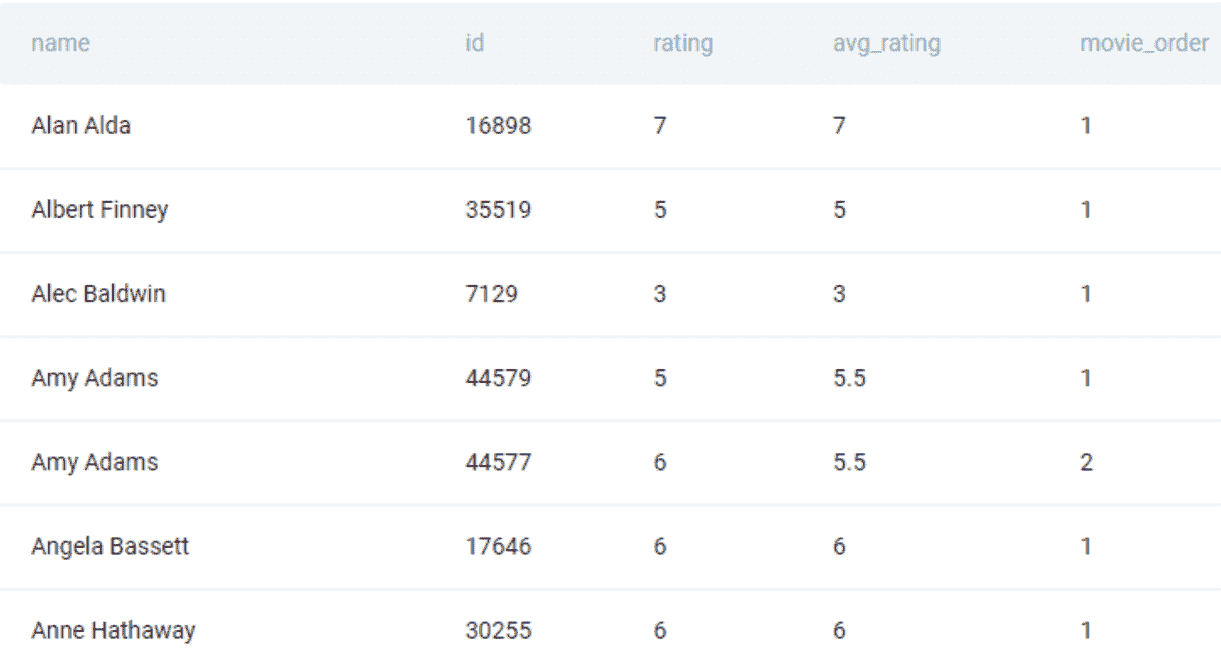 name id rating avg_rating movie_order
Alan Alda 16898 7 7 1
Albert Finney 35519 5 5 1
Alec Baldwin 7129 3 3 1
Amy Adams 44579 5 5.5 1
Amy Adams 44577 6 5.5 2
Angela Bassett 17646 6 6 1
Anne Hathaway 30255 6 6 1